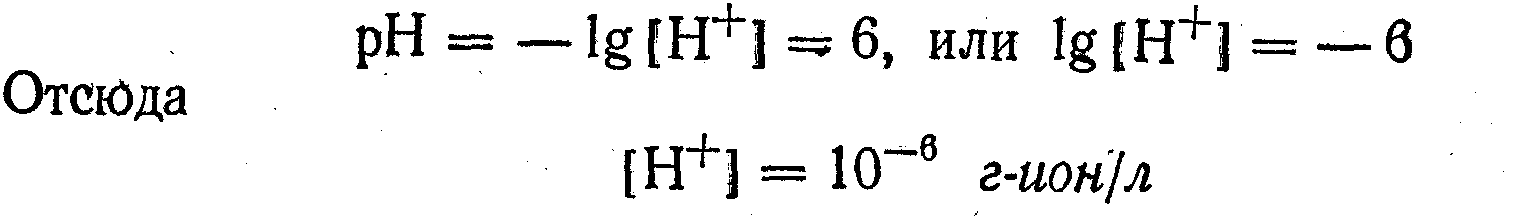 pH = — lg [H⁺] = 6, или lg [H⁺] = — 6
Отсюда
[H⁺] = 10⁻⁶ г-ион/л